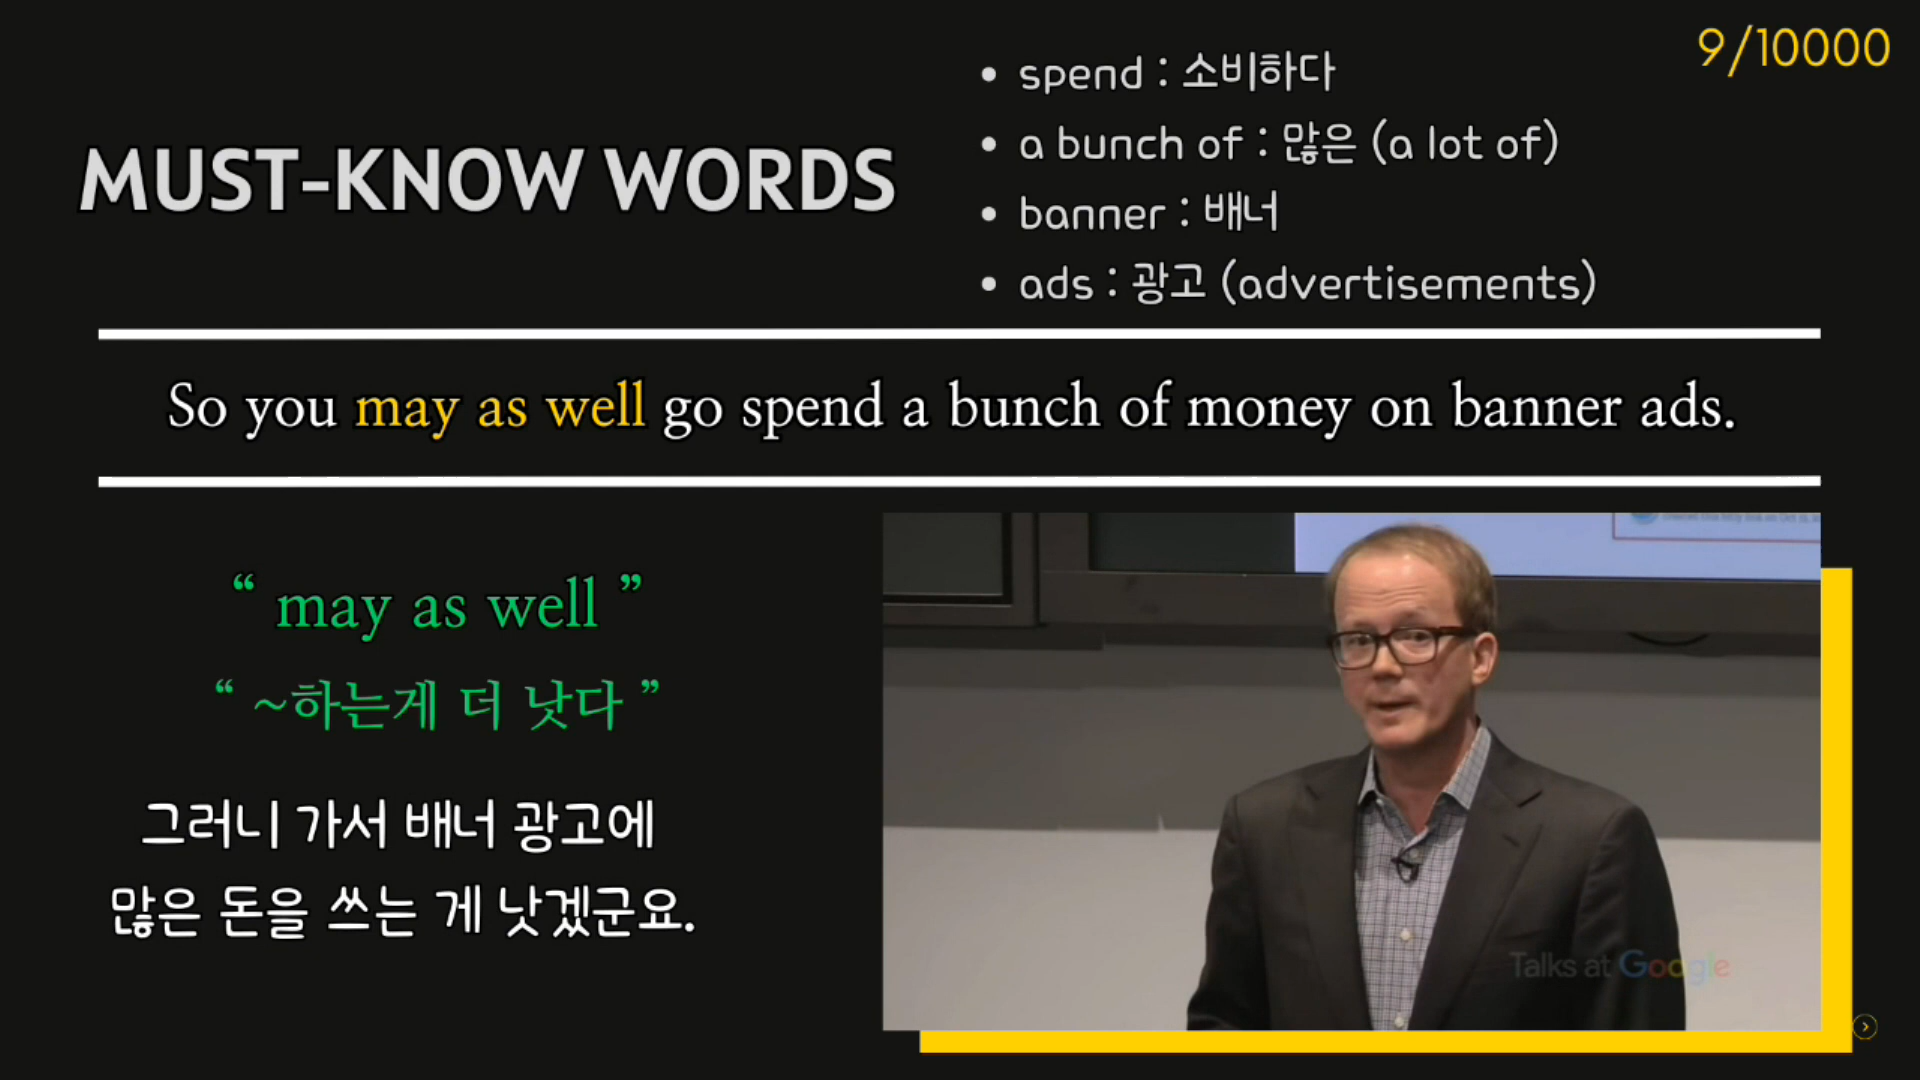 9/10000
MUST-KNOW WORDS
• spend : 소비하다
• a bunch of : 많은 (a lot of)
• banner : 배너
• ads : 광고 (advertisements)
So you may as well go spend a bunch of money on banner ads.
“ may as well ”
“ ~하는게 더 낫다 ”
그러니 가서 배너 광고에
많은 돈을 쓰는 게 낫겠군요.
Talks at Google